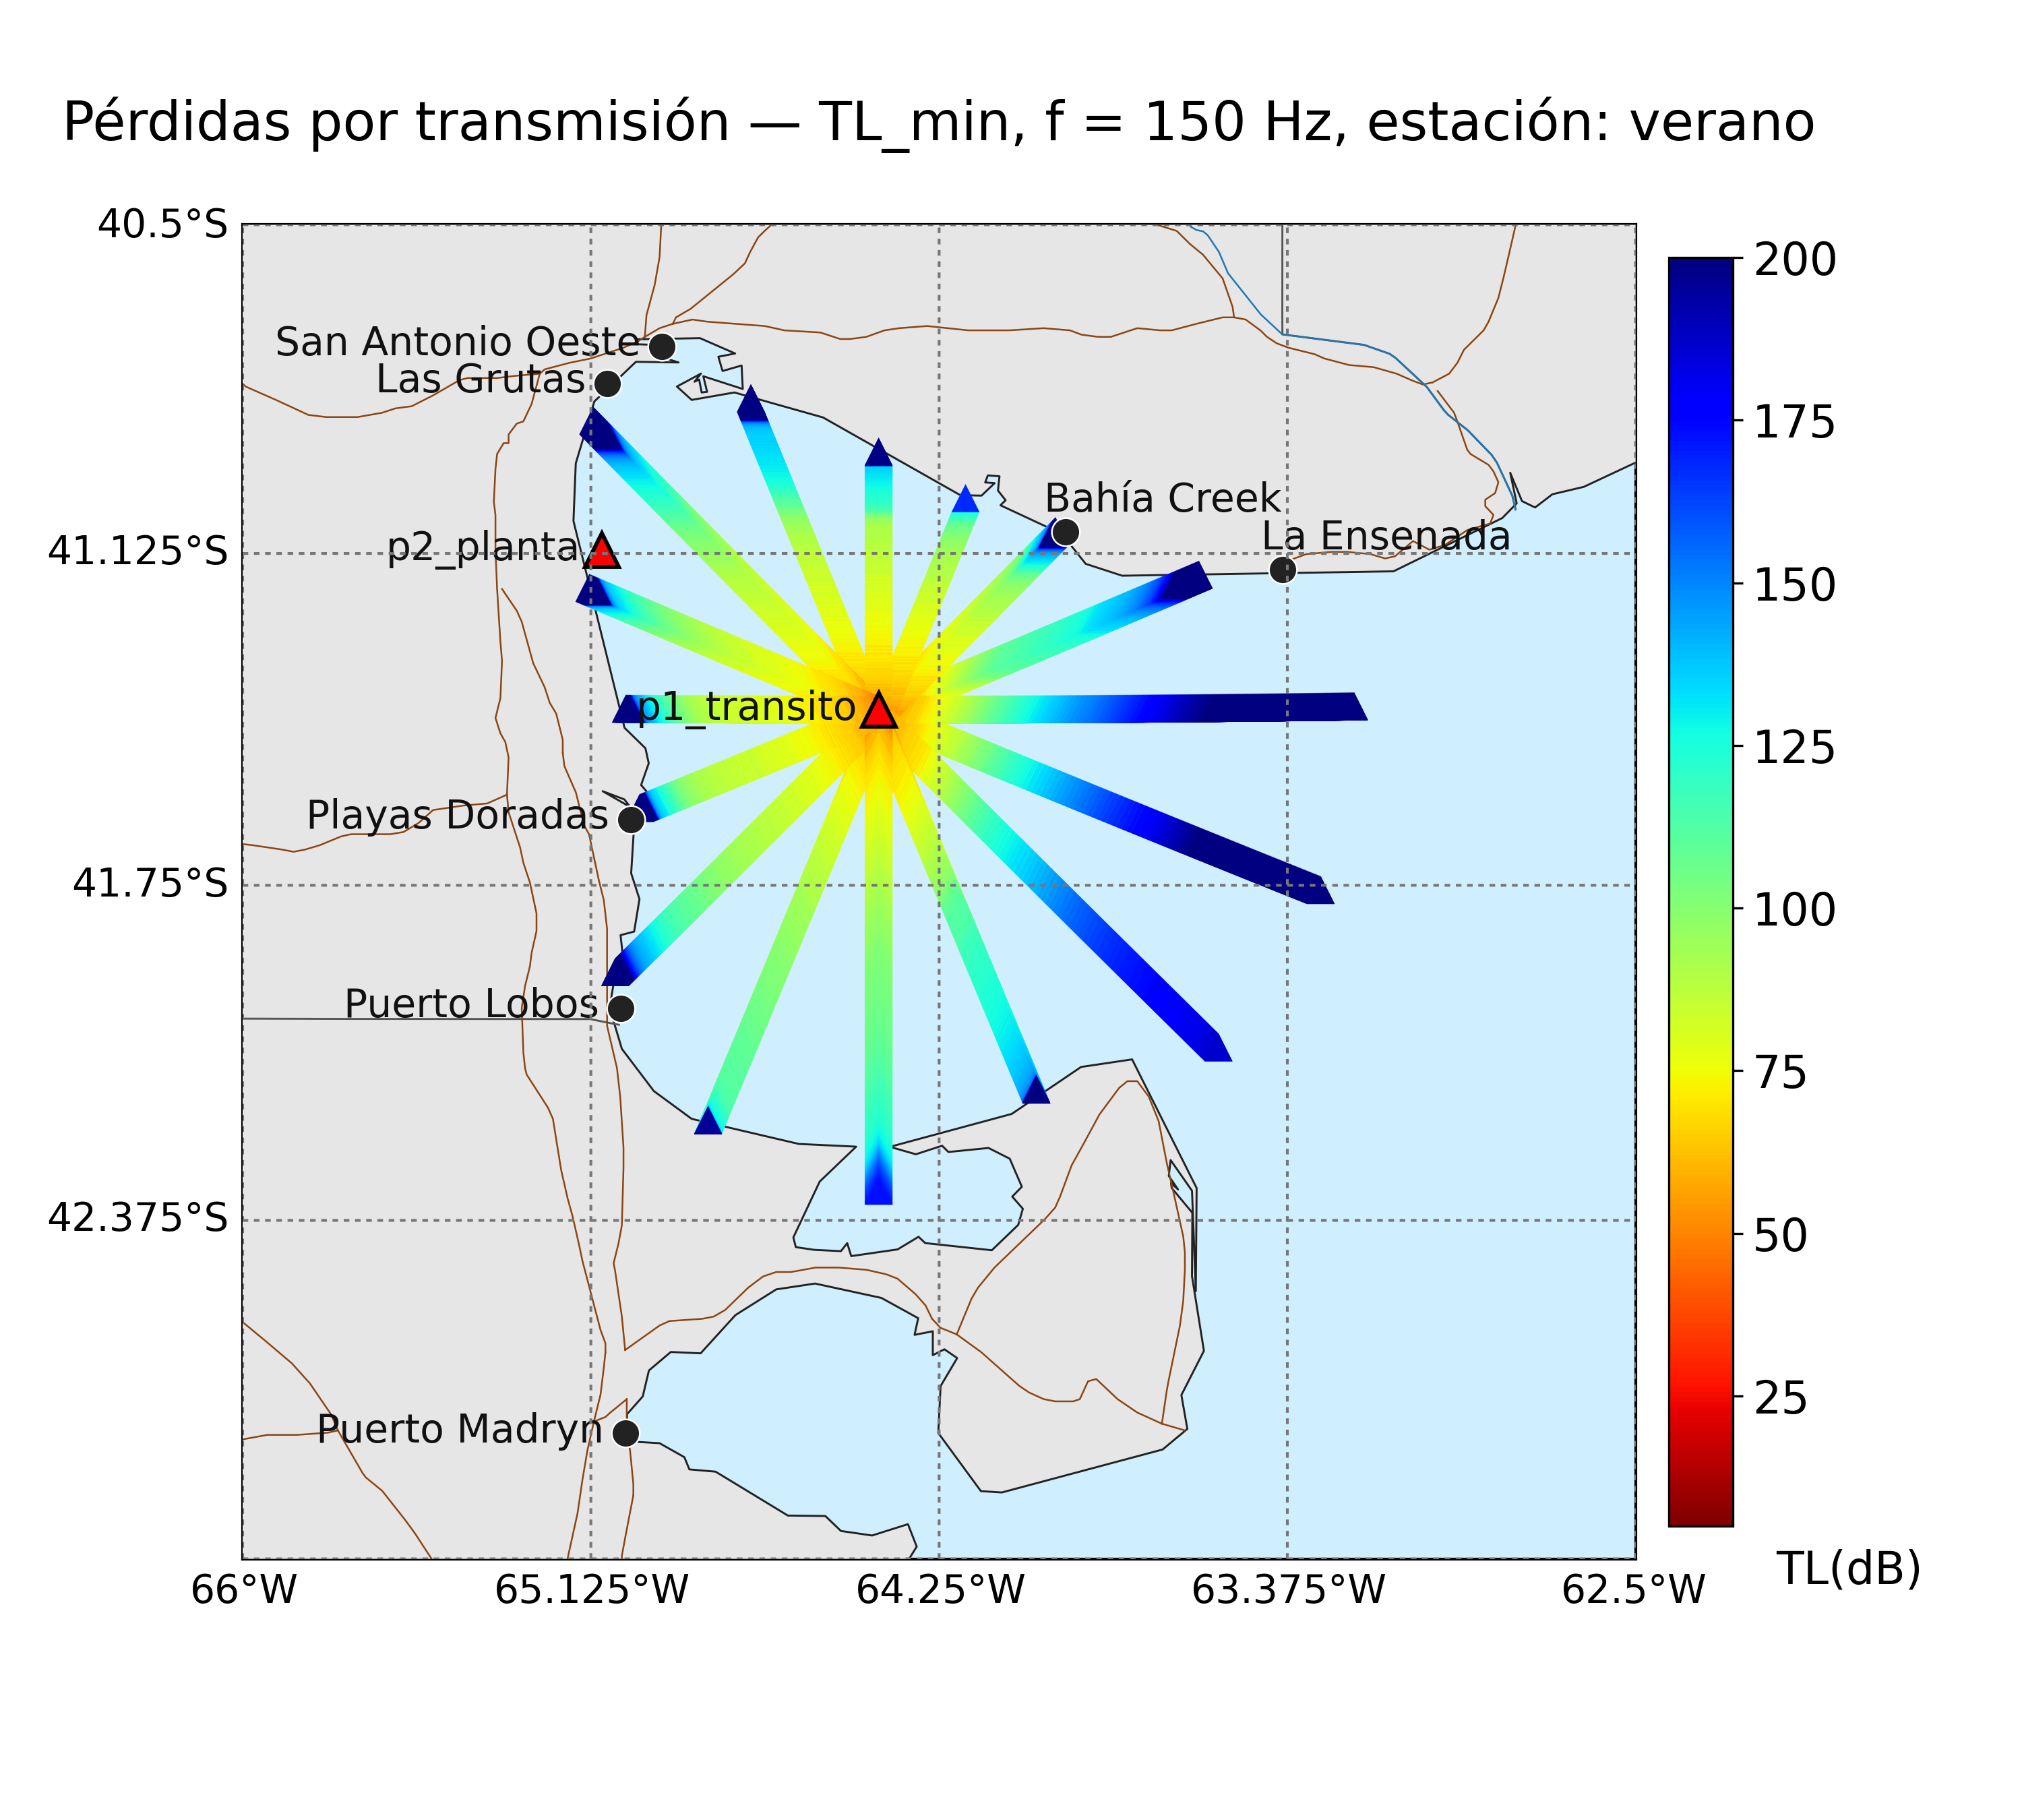 Pérdidas por transmisión — TL_min, f = 150 Hz, estación: verano
40.5°S
200
San Antonio Oeste
Las Grutas
175
Bahía Creek
La Ensenada
p2_planta
41.125°S
150
p1_transito
125
Playas Doradas
41.75°S
100
Puerto Lobos
75
42.375°S
50
25
Puerto Madryn
TL(dB)
66°W
65.125°W
64.25°W
63.375°W
62.5°W